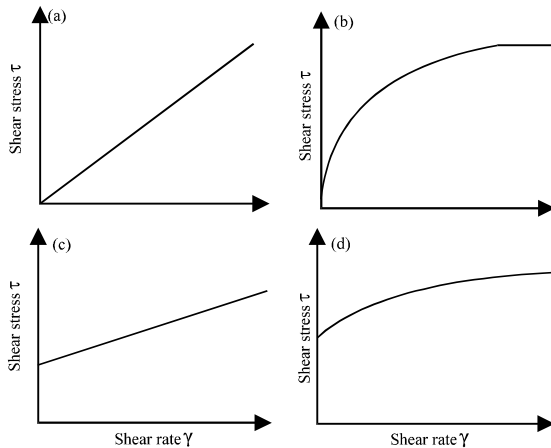 (a)
Shear stress τ
(b)
Shear stress τ
(c)
Shear stress τ
Shear rate γ
(d)
Shear stress τ
Shear rate γ